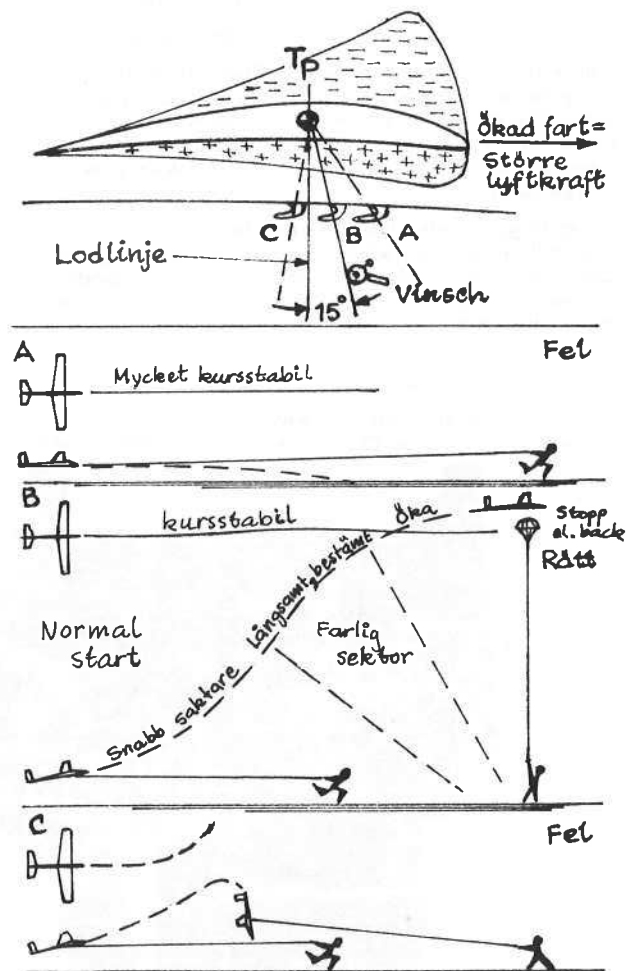 Tp
Ökad fart=
Större
lyftkraft
C
B
A
Lodlinje
15°
Vinsch
A
Fel
Mycket kursstabil
B
kursstabil
Öka
Stopp
el. back
Rätt
Långsamt, bestämt
Normal
start
Farlig
sektor
Snabb saktare
C
Fel